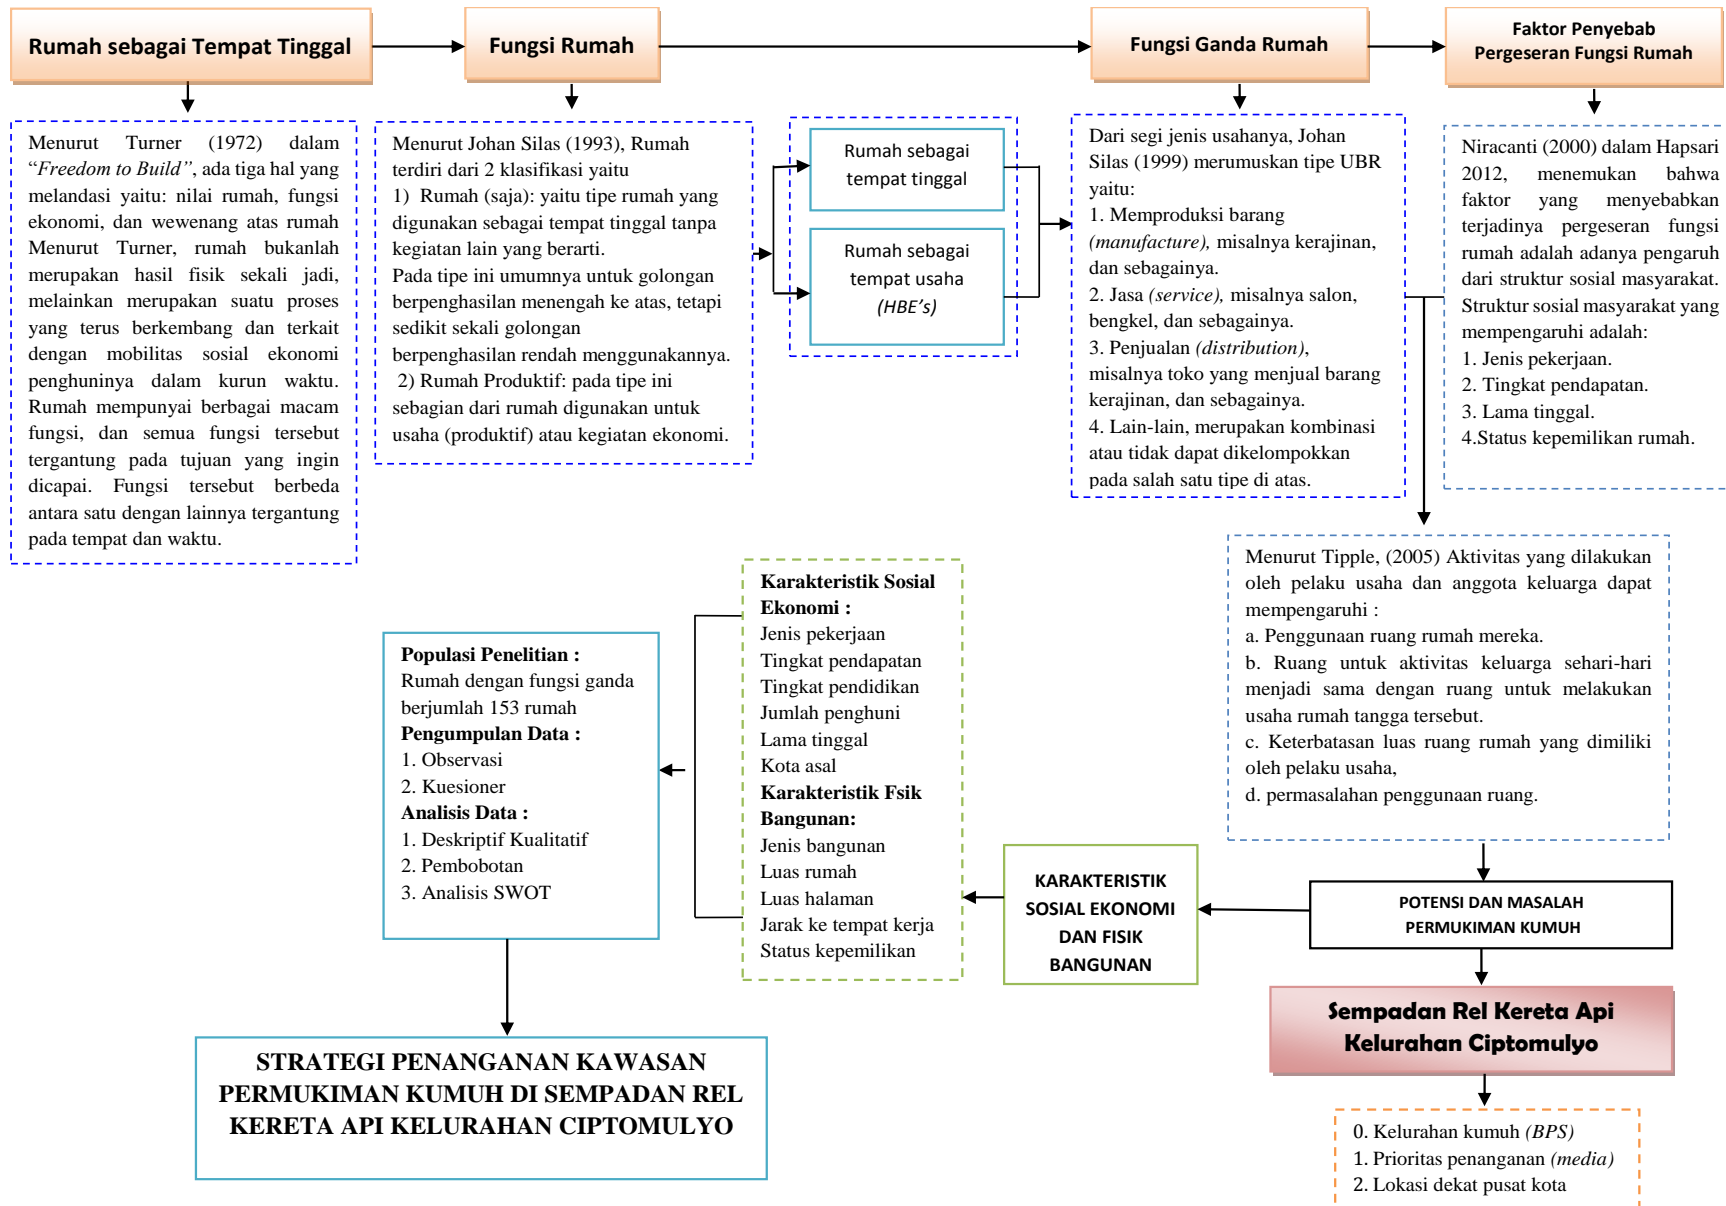 Rumah sebagai Tempat Tinggal
Fungsi Rumah
Fungsi Ganda Rumah
Faktor Penyebab
Pergeseran Fungsi Rumah
Menurut Turner (1972) dalam
“Freedom to Build”, ada tiga hal yang
melandasi yaitu: nilai rumah, fungsi
ekonomi, dan wewenang atas rumah
Menurut Turner, rumah bukanlah
merupakan hasil fisik sekali jadi,
melainkan merupakan suatu proses
yang terus berkembang dan terkait
dengan mobilitas sosial ekonomi
penghuninya dalam kurun waktu.
Rumah mempunyai berbagai macam
fungsi, dan semua fungsi tersebut
tergantung pada tujuan yang ingin
dicapai. Fungsi tersebut berbeda
antara satu dengan lainnya tergantung
pada tempat dan waktu.
Menurut Johan Silas (1993), Rumah
terdiri dari 2 klasifikasi yaitu
1) Rumah (saja): yaitu tipe rumah yang
digunakan sebagai tempat tinggal tanpa
kegiatan lain yang berarti.
Pada tipe ini umumnya untuk golongan
berpenghasilan menengah ke atas, tetapi
sedikit sekali golongan
berpenghasilan rendah menggunakannya.
2) Rumah Produktif: pada tipe ini
sebagian dari rumah digunakan untuk
usaha (produktif) atau kegiatan ekonomi.
Rumah sebagai
tempat tinggal
Rumah sebagai
tempat usaha
(HBE’s)
Dari segi jenis usahanya, Johan
Silas (1999) merumuskan tipe UBR
yaitu:
1. Memproduksi barang
(manufacture), misalnya kerajinan,
dan sebagainya.
2. Jasa (service), misalnya salon,
bengkel, dan sebagainya.
3. Penjualan (distribution),
misalnya toko yang menjual barang
kerajinan, dan sebagainya.
4. Lain-lain, merupakan kombinasi
atau tidak dapat dikelompokkan
pada salah satu tipe di atas.
Niracanti (2000) dalam Hapsari
2012, menemukan bahwa
faktor yang menyebabkan
terjadinya pergeseran fungsi
rumah adalah adanya pengaruh
dari struktur sosial masyarakat.
Struktur sosial masyarakat yang
mempengaruhi adalah:
1. Jenis pekerjaan.
2. Tingkat pendapatan.
3. Lama tinggal.
4.Status kepemilikan rumah.
Menurut Tipple, (2005) Aktivitas yang dilakukan
oleh pelaku usaha dan anggota keluarga dapat
mempengaruhi :
a. Penggunaan ruang rumah mereka.
b. Ruang untuk aktivitas keluarga sehari-hari
menjadi sama dengan ruang untuk melakukan
usaha rumah tangga tersebut.
c. Keterbatasan luas ruang rumah yang dimiliki
oleh pelaku usaha,
d. permasalahan penggunaan ruang.
POTENSI DAN MASALAH
PERMUKIMAN KUMUH
Sempadan Rel Kereta Api
Kelurahan Ciptomulyo
0. Kelurahan kumuh (BPS)
1. Prioritas penanganan (media)
2. Lokasi dekat pusat kota
KARAKTERISTIK
SOSIAL EKONOMI
DAN FISIK
BANGUNAN
Karakteristik Sosial
Ekonomi :
Jenis pekerjaan
Tingkat pendapatan
Tingkat pendidikan
Jumlah penghuni
Lama tinggal
Kota asal
Karakteristik Fsik
Bangunan:
Jenis bangunan
Luas rumah
Luas halaman
Jarak ke tempat kerja
Status kepemilikan
Populasi Penelitian :
Rumah dengan fungsi ganda
berjumlah 153 rumah
Pengumpulan Data :
1. Observasi
2. Kuesioner
Analisis Data :
1. Deskriptif Kualitatif
2. Pembobotan
3. Analisis SWOT
STRATEGI PENANGANAN KAWASAN
PERMUKIMAN KUMUH DI SEMPADAN REL
KERETA API KELURAHAN CIPTOMULYO